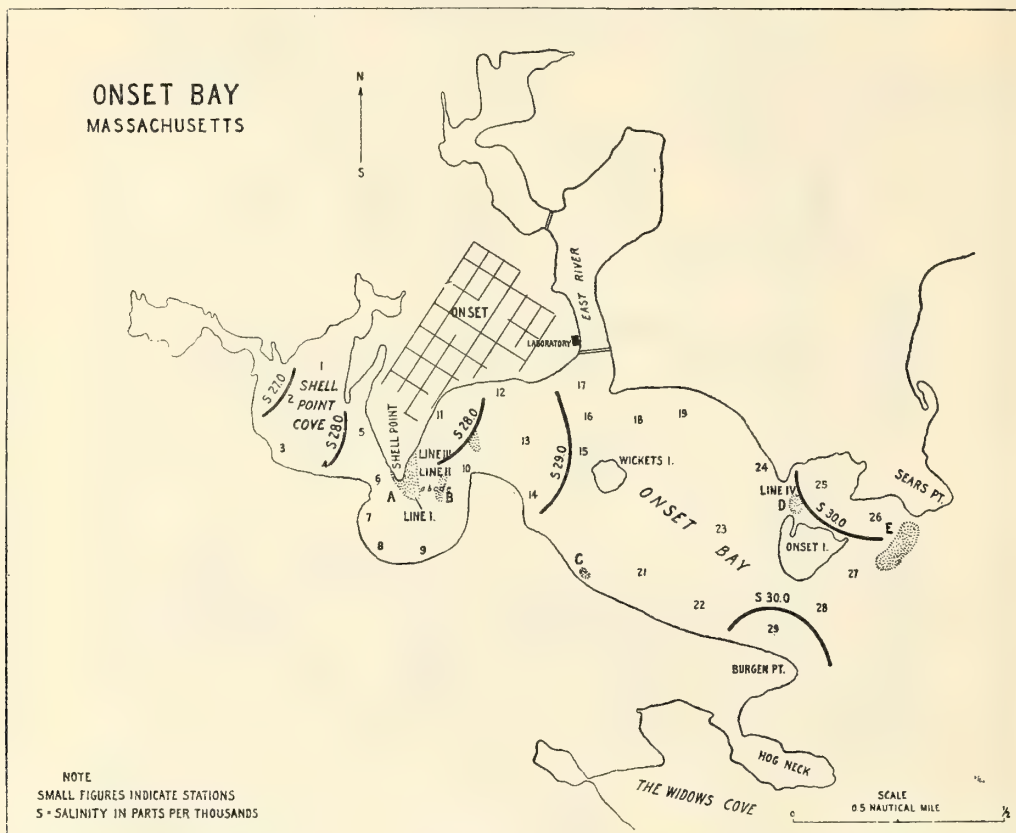 ONSET BAY
MASSACHUSETTS
N
S
EAST RIVER
ONSET
LABORATORY
1
S 27.0
2
SHELL
POINT
COVE
S 28.0
3
4
5
SHELL POINT
6
7
8
9
10
11
12
S 28.0
LINE III
LINE II
a b c d e
A
B
LINE I.
13
14
S 29.0
15
16
17
18
19
WICKETS I.
ONSET BAY
C
21
22
23
24
LINE IV
D
25
S 30.0
26
E
SEARS PT.
ONSET I.
27
28
S 30.0
29
BURGEN PT.
HOG NECK
THE WIDOWS COVE
NOTE
SMALL FIGURES INDICATE STATIONS
S = SALINITY IN PARTS PER THOUSANDS
SCALE
0.5 NAUTICAL MILE
0
½